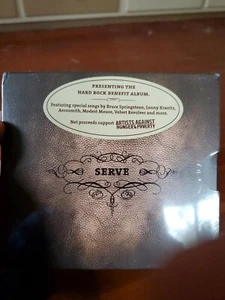 PRESENTING THE
HARD ROCK BENEFIT ALBUM.
Featuring special songs by Bruce Springsteen, Lenny Kravitz,
Aerosmith, Modest Mouse, Velvet Revolver and more.
Net proceeds support ARTISTS AGAINST
HUNGER & POVERTY
SERVE